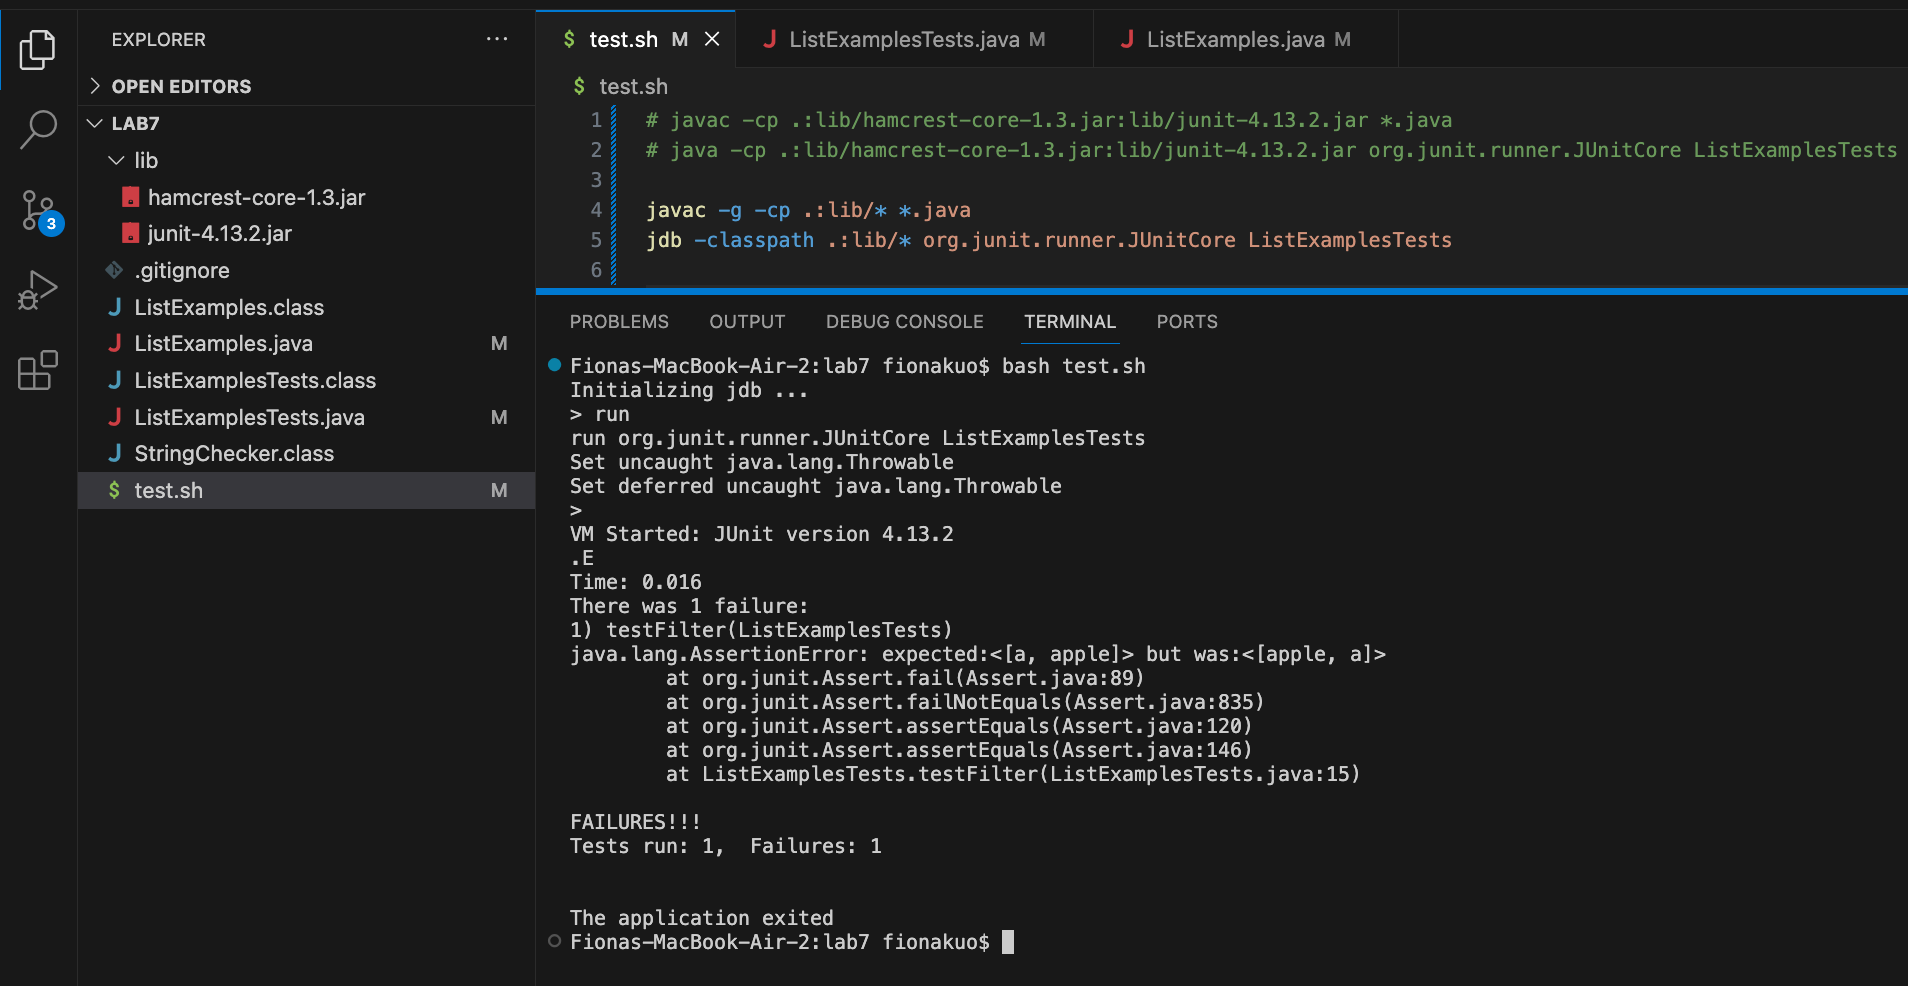 EXPLORER
OPEN EDITORS
LAB7
lib
hamcrest-core-1.3.jar
junit-4.13.2.jar
.gitignore
ListExamples.class
ListExamples.java M
ListExamplesTests.class
ListExamplesTests.java M
StringChecker.class
$ test.sh M
3
$ test.sh M
ListExamplesTests.java M
ListExamples.java M
$ test.sh
1 # javac -cp .:lib/hamcrest-core-1.3.jar:lib/junit-4.13.2.jar *.java
2 # java -cp .:lib/hamcrest-core-1.3.jar:lib/junit-4.13.2.jar org.junit.runner.JUnitCore ListExamplesTests
3
4 javac -g -cp .:lib/* *.java
5 jdb -classpath .:lib/* org.junit.runner.JUnitCore ListExamplesTests
6
PROBLEMS OUTPUT DEBUG CONSOLE TERMINAL PORTS
Fionas-MacBook-Air-2:lab7 fionakuo$ bash test.sh
Initializing jdb ...
> run
run org.junit.runner.JUnitCore ListExamplesTests
Set uncaught java.lang.Throwable
Set deferred uncaught java.lang.Throwable
>
VM Started: JUnit version 4.13.2
.E
Time: 0.016
There was 1 failure:
1) testFilter(ListExamplesTests)
java.lang.AssertionError: expected:<[a, apple]> but was:<[apple, a]>
at org.junit.Assert.fail(Assert.java:89)
at org.junit.Assert.failNotEquals(Assert.java:835)
at org.junit.Assert.assertEquals(Assert.java:120)
at org.junit.Assert.assertEquals(Assert.java:146)
at ListExamplesTests.testFilter(ListExamplesTests.java:15)
FAILURES!!!
Tests run: 1,  Failures: 1
The application exited
Fionas-MacBook-Air-2:lab7 fionakuo$